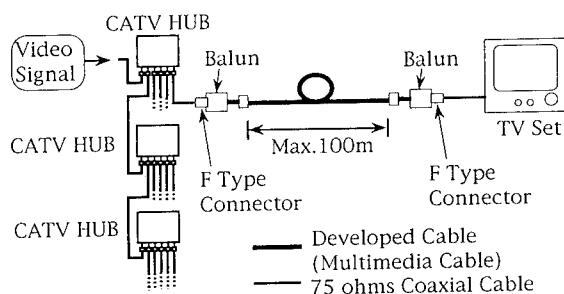 CATV HUB
Video
Signal
Balun
Balun
TV Set
Max.100m
CATV HUB
F Type
Connector
F Type
Connector
CATV HUB
Developed Cable
(Multimedia Cable)
75 ohms Coaxial Cable